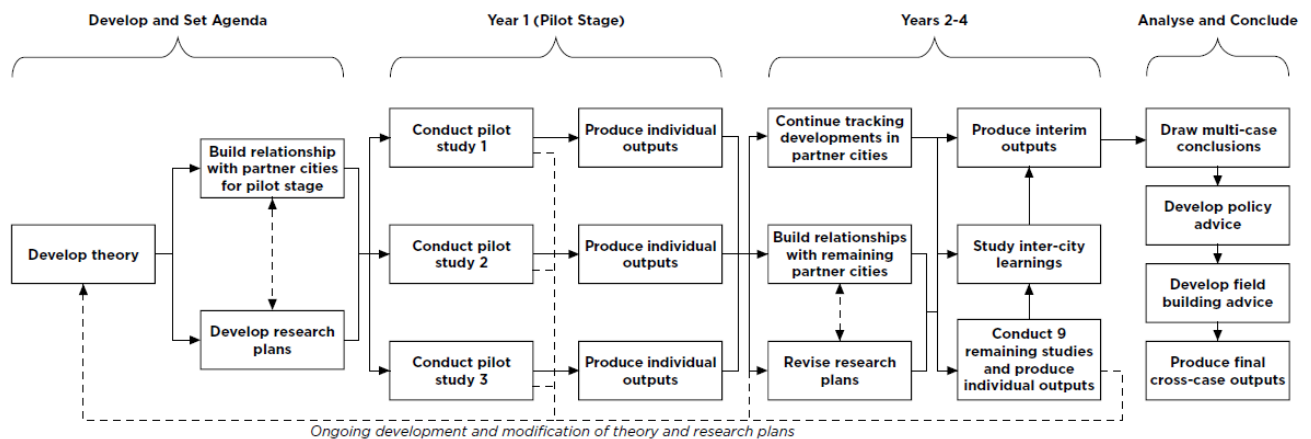 Develop and Set Agenda
Year 1 (Pilot Stage)
Years 2-4
Analyse and Conclude
Develop theory
Build relationship
with partner cities
for pilot stage
Develop research
plans
Conduct pilot
study 1
Conduct pilot
study 2
Conduct pilot
study 3
Produce individual
outputs
Produce individual
outputs
Produce individual
outputs
Continue tracking
developments in
partner cities
Build relationships
with remaining
partner cities
Revise research
plans
Produce interim
outputs
Study inter-city
learnings
Conduct 9
remaining studies
and produce
individual outputs
Draw multi-case
conclusions
Develop policy
advice
Develop field
building advice
Produce final
cross-case outputs
Ongoing development and modification of theory and research plans